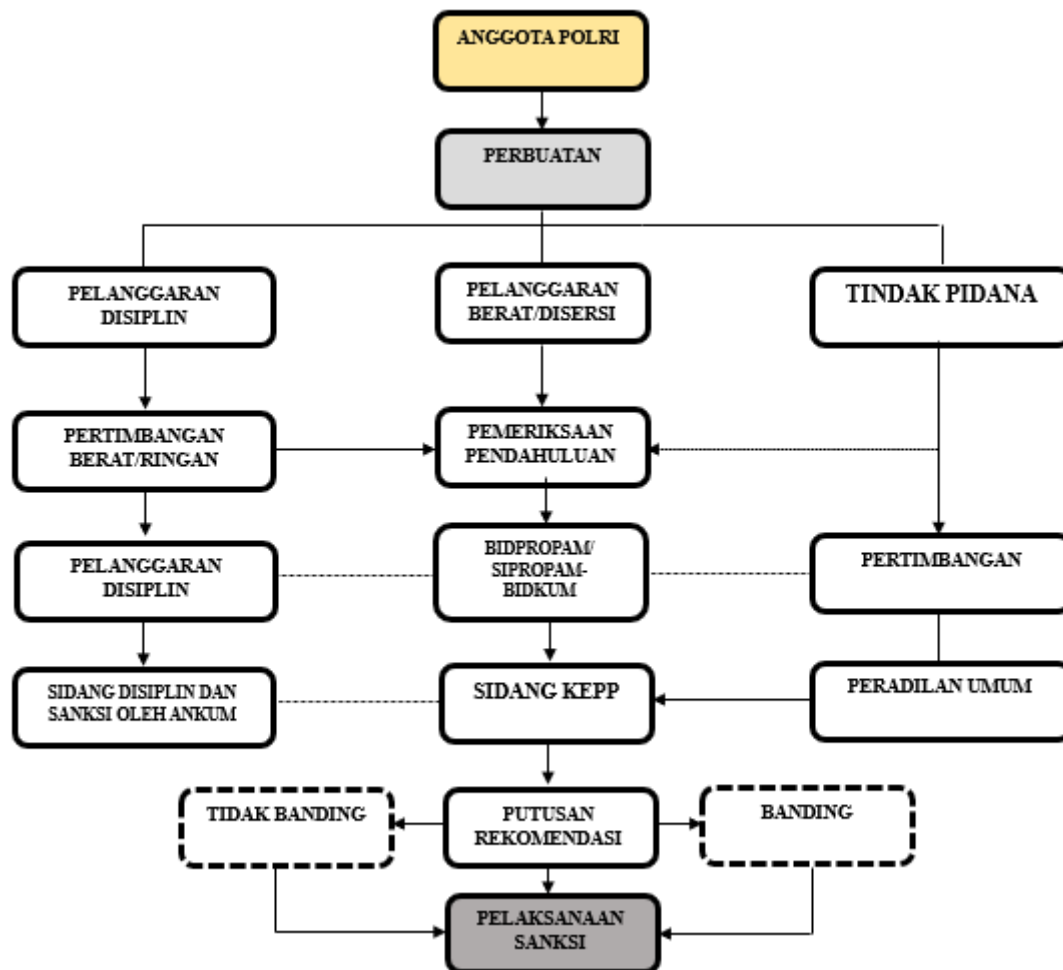 ANGGOTA POLRI
PERBUATAN
PELANGGARAN
DISIPLIN
PELANGGARAN
BERAT/DISERSI
TINDAK PIDANA
PERTIMBANGAN
BERAT/RINGAN
PEMERIKSAAN
PENDAHULUAN
PELANGGARAN
DISIPLIN
BIDPROPAM/
SIPROPAM-
BIDKUM
PERTIMBANGAN
SIDANG DISIPLIN DAN
SANKSI OLEH ANKUM
SIDANG KEPP
PERADILAN UMUM
TIDAK BANDING
PUTUSAN
REKOMENDASI
BANDING
PELAKSANAAN
SANKSI